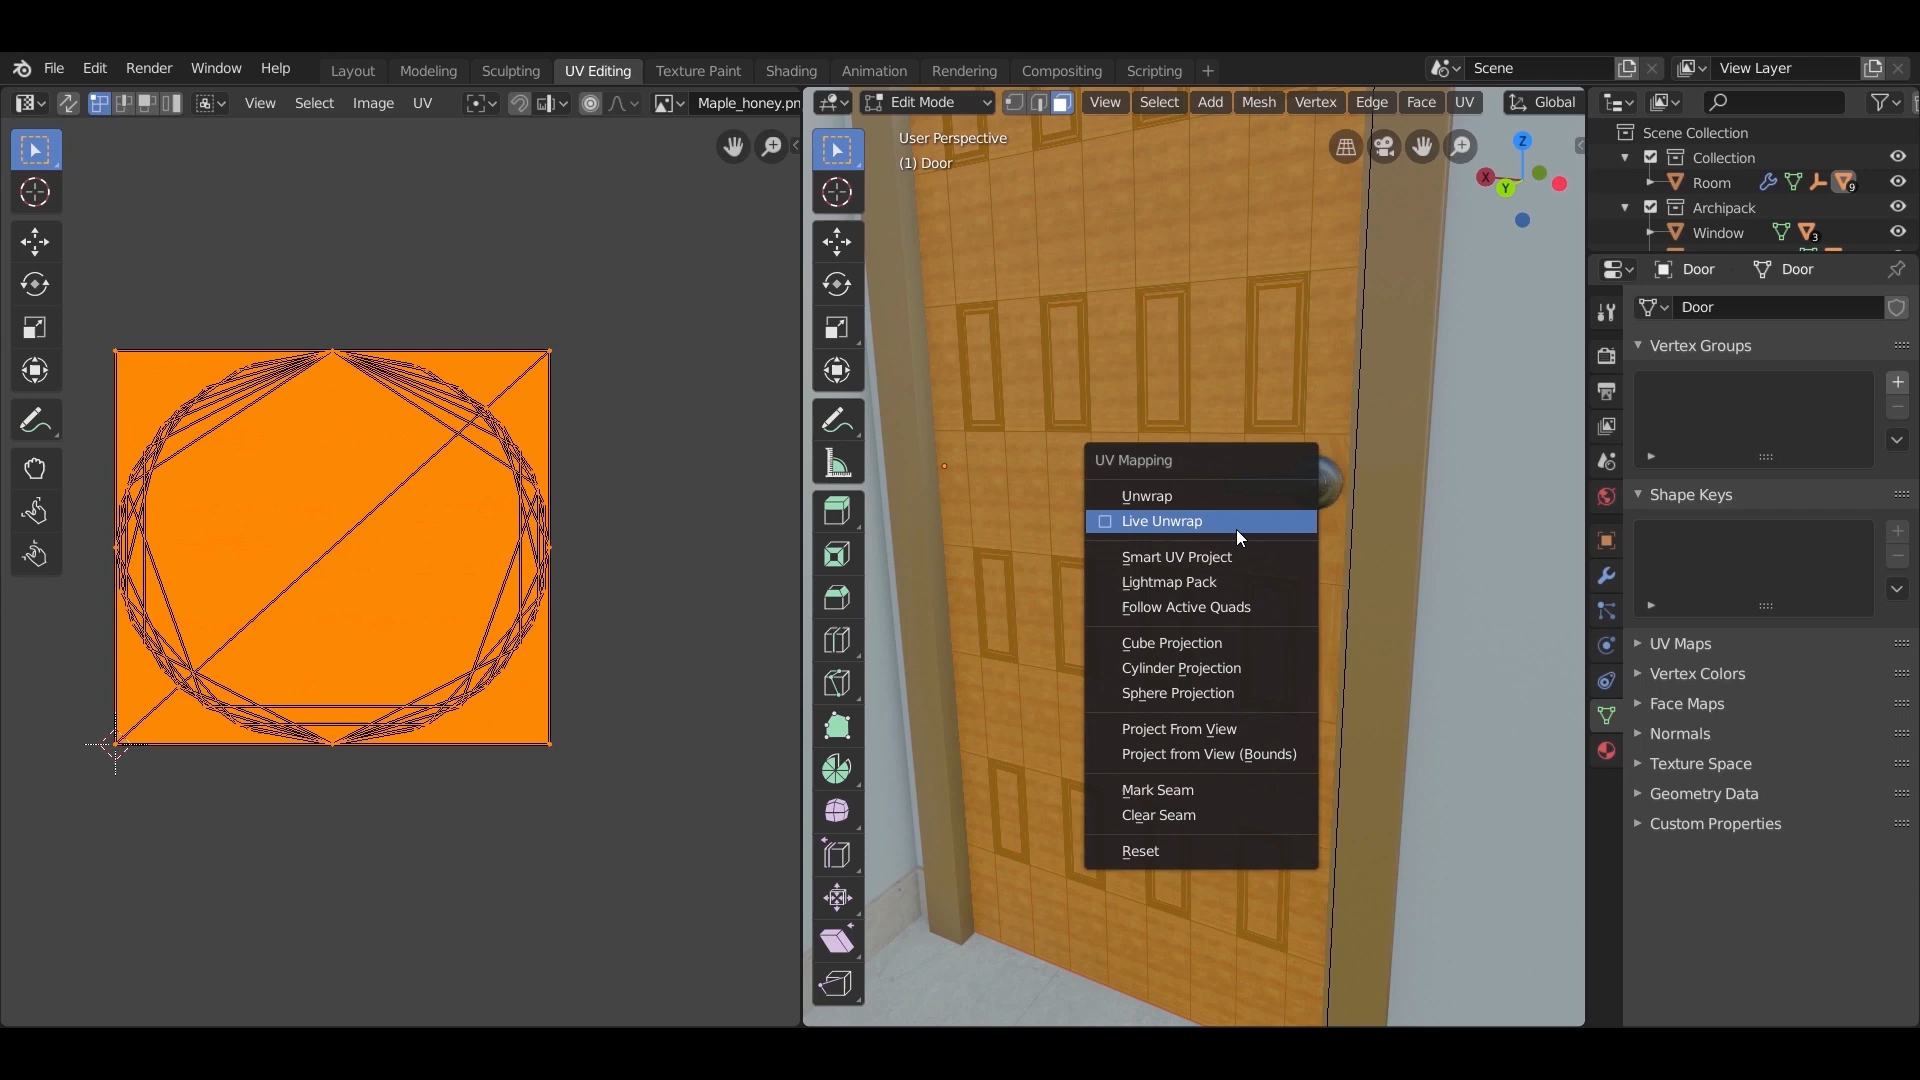 File Edit Render Window Help
Layout Modeling Sculpting UV Editing Texture Paint Shading Animation Rendering Compositing Scripting +
Scene
View Layer
View Select Image UV
Maple_honey.pn
Edit Mode
View Select Add Mesh Vertex Edge Face UV
Global
User Perspective
(1) Door
Z
X
Y
Scene Collection
Collection
Room
9
Archipack
Window
3
Door
Door
Door
Vertex Groups
Shape Keys
UV Maps
Vertex Colors
Face Maps
Normals
Texture Space
Geometry Data
Custom Properties
UV Mapping
Unwrap
Live Unwrap
Smart UV Project
Lightmap Pack
Follow Active Quads
Cube Projection
Cylinder Projection
Sphere Projection
Project From View
Project from View (Bounds)
Mark Seam
Clear Seam
Reset